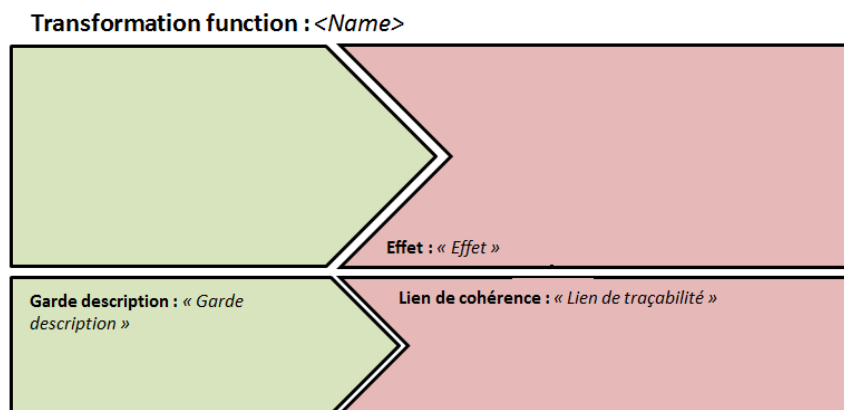 Transformation function : <Name>
Effet : « Effet »
Garde description : « Garde
description »
Lien de cohérence : « Lien de traçabilité »